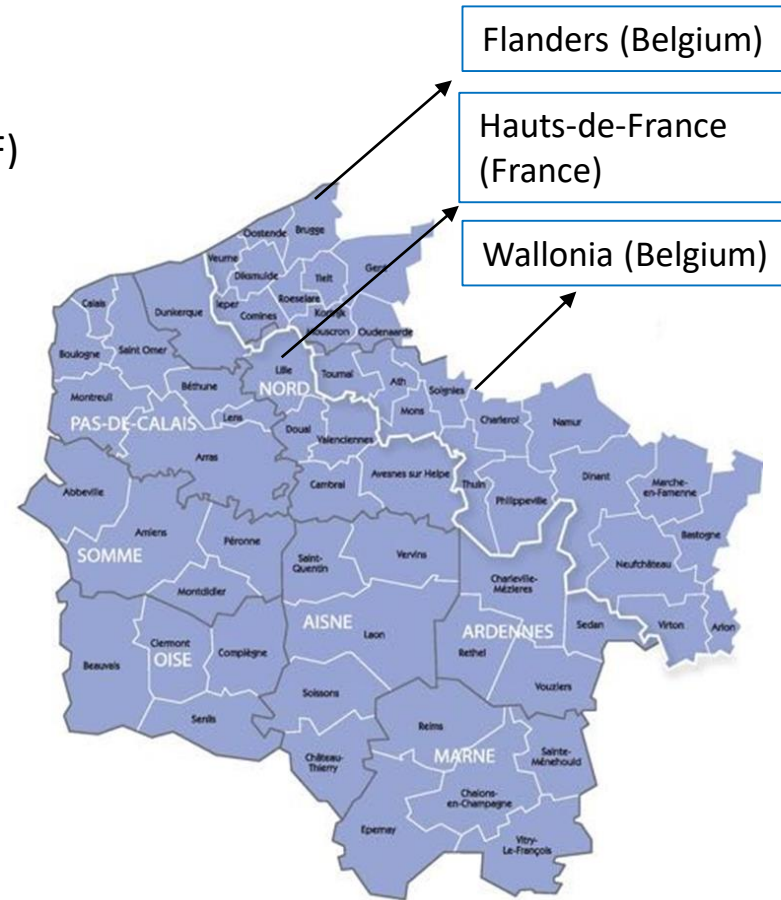 Flanders (Belgium)
F)
Hauts-de-France
(France)
Wallonia (Belgium)
Brugge
Oostende
Veurne
Gent
Diksmuide
Tielt
Calais
Ieper
Roeselare
Dunkerque
Comines
Kortrijk
Mouscron
Oudenaarde
Boulogne
Saint Omer
Lille
Tournai
Ath
Béthune
NORD
Soignies
Montreuil
Mons
Charleroi
Namur
PAS-DE-CALAIS
Lens
Douai
Valenciennes
Arras
Avesnes sur Helpe
Dinant
Marche-
en-Famenne
Cambrai
Thuin
Abbeville
Philippeville
Amiens
Péronne
Bastogne
SOMME
Saint-
Quentin
Vervins
Neufchâteau
Charleville-
Mézieres
Montdidier
AISNE
Laon
ARDENNES
Sedan
Virton
Arlon
Clermont
OISE
Compiègne
Rethel
Beauvais
Vouziers
Soissons
Senlis
Reims
MARNE
Sainte-
Ménehould
Château-
Thierry
Chalons-
en-Champagne
Epernay
Vitry-
Le-François